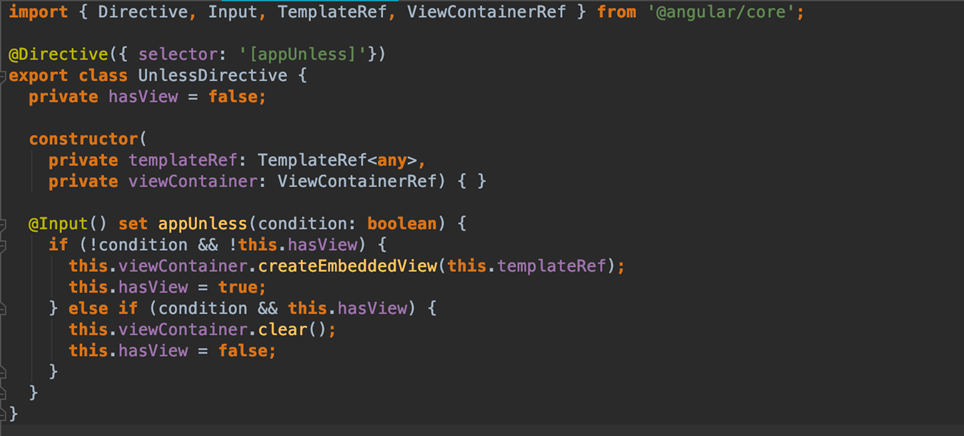 import { Directive, Input, TemplateRef, ViewContainerRef } from '@angular/core';
@Directive({ selector: '[appUnless]'})
export class UnlessDirective {
private hasView = false;
constructor(
private templateRef: TemplateRef<any>,
private viewContainer: ViewContainerRef) { }
@Input() set appUnless(condition: boolean) {
if (!condition && !this.hasView) {
this.viewContainer.createEmbeddedView(this.templateRef);
this.hasView = true;
} else if (condition && this.hasView) {
this.viewContainer.clear();
this.hasView = false;
}
}
}